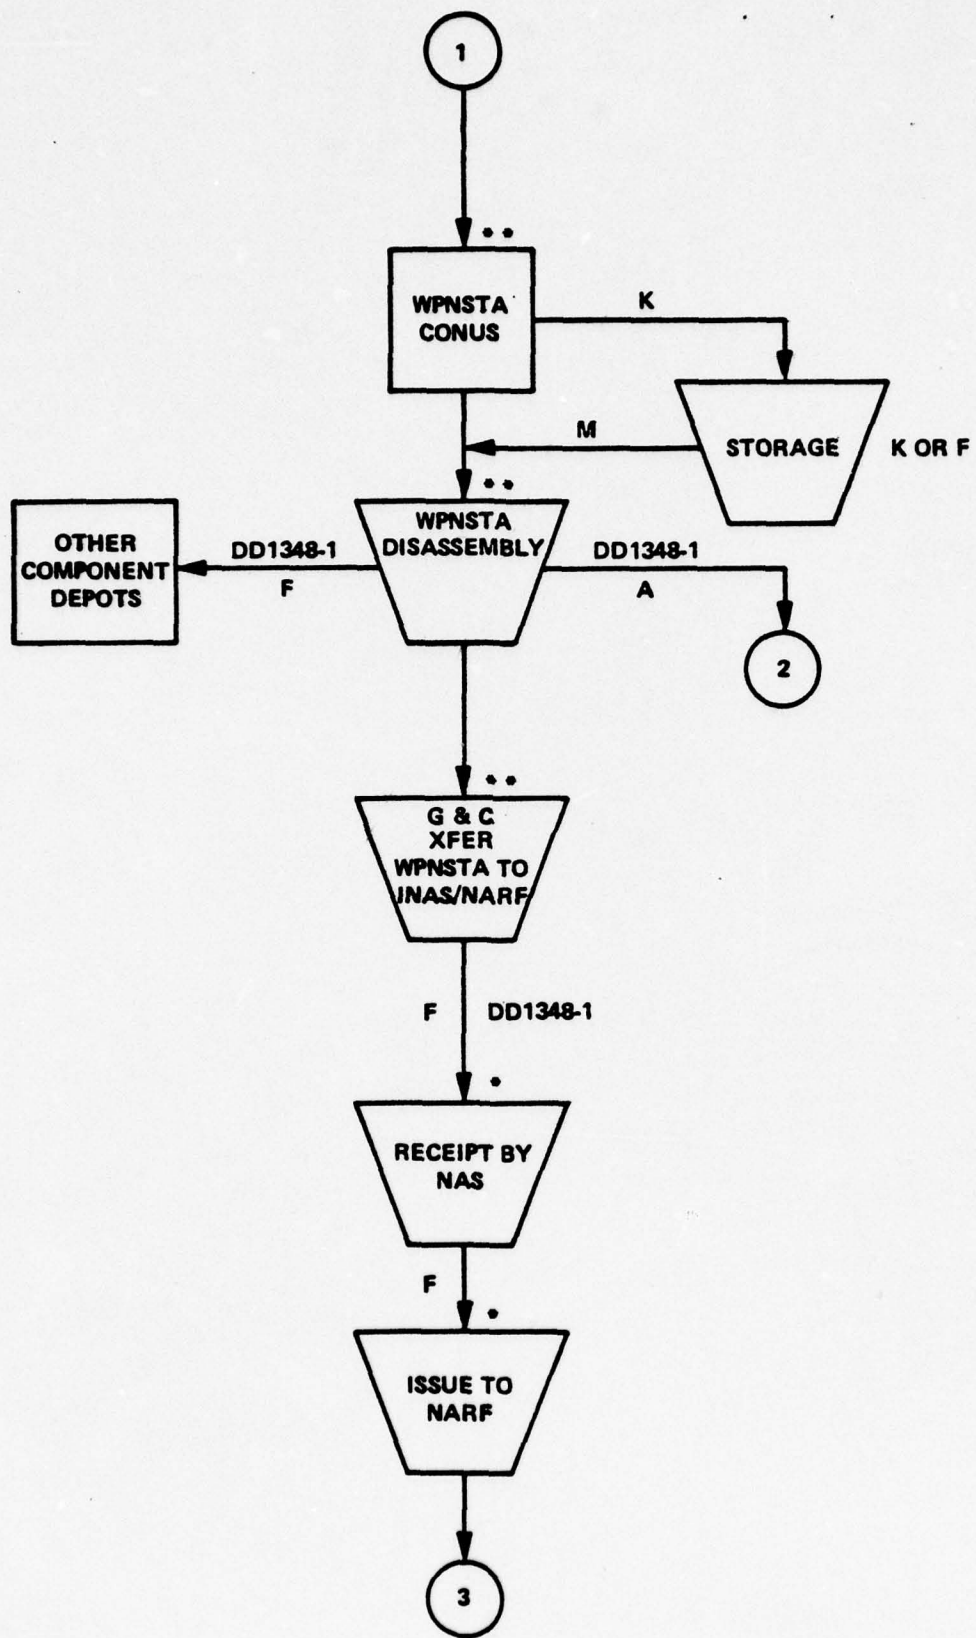 1
* *
WPNSTA
CONUS
K
STORAGE
K OR F
M
* *
WPNSTA
DISASSEMBLY
OTHER
COMPONENT
DEPOTS
DD1348-1
F
DD1348-1
A
2
* *
G & C
XFER
WPNSTA TO
INAS/NARF
F
DD1348-1
*
RECEIPT BY
NAS
F
*
ISSUE TO
NARF
3